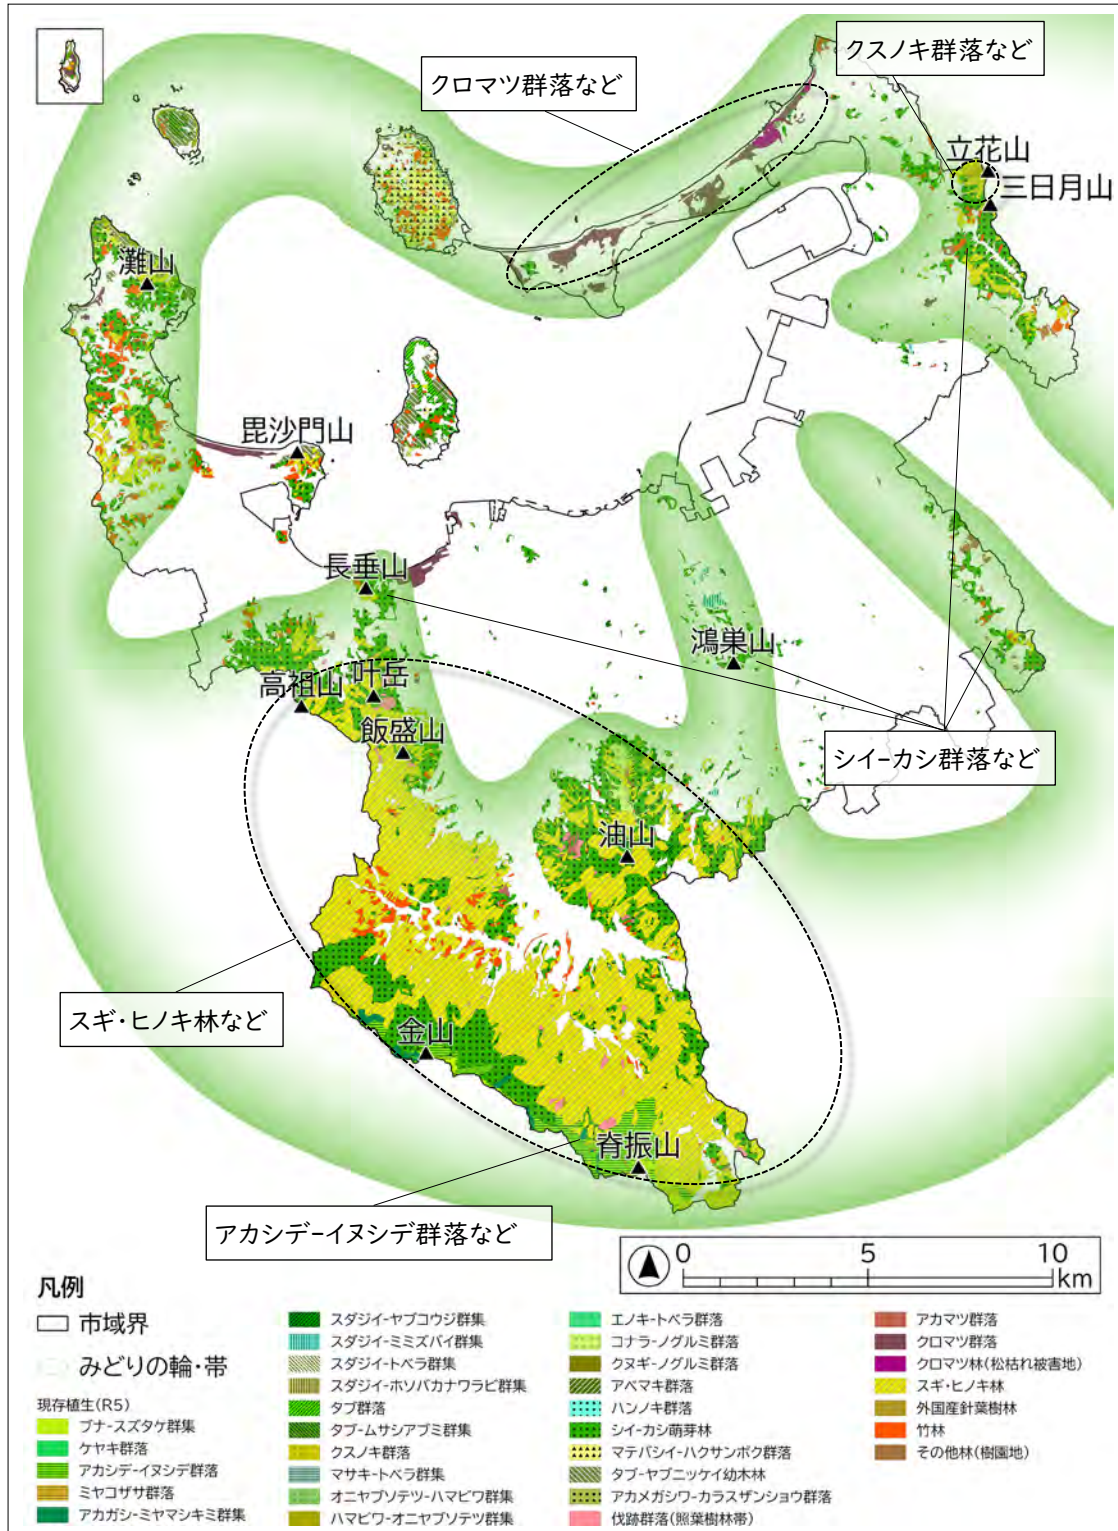 クスノキ群落など
クロマツ群落など
立花山
三日月山
灘山
毘沙門山
長垂山
鴻巣山
叶岳
高祖山
飯盛山
シイｰカシ群落など
油山
スギ・ヒノキ林など
金山
脊振山
アカシデｰイヌシデ群落など
0 5 10
km
凡例
市域界
みどりの輪・帯
現存植生(R5)
ブナ-スズタケ群集
ケヤキ群落
アカシデ-イヌシデ群落
ミヤコザサ群落
アカガシ-ミヤマシキミ群集
スダジイ-ヤブコウジ群集
スダジイ-ミミズバイ群集
スダジイ-トベラ群集
スダジイ-ホソバカナワラビ群集
タブ群落
タブ-ムサシアブミ群集
クスノキ群落
マサキ-トベラ群集
オニヤブソテツ-ハマビワ群集
ハマビワ-オニヤブソテツ群集
エノキ-トベラ群落
コナラ-ノグルミ群落
クヌギ-ノグルミ群落
アベマキ群落
ハンノキ群落
シイ-カシ萌芽林
マテバシイ-ハクサンボク群落
タブ-ヤブニッケイ幼木林
アカメガシワ-カラスザンショウ群落
伐跡群落(照葉樹林帯)
アカマツ群落
クロマツ群落
クロマツ林(松枯れ被害地)
スギ・ヒノキ林
外国産針葉樹林
竹林
その他林(樹園地)